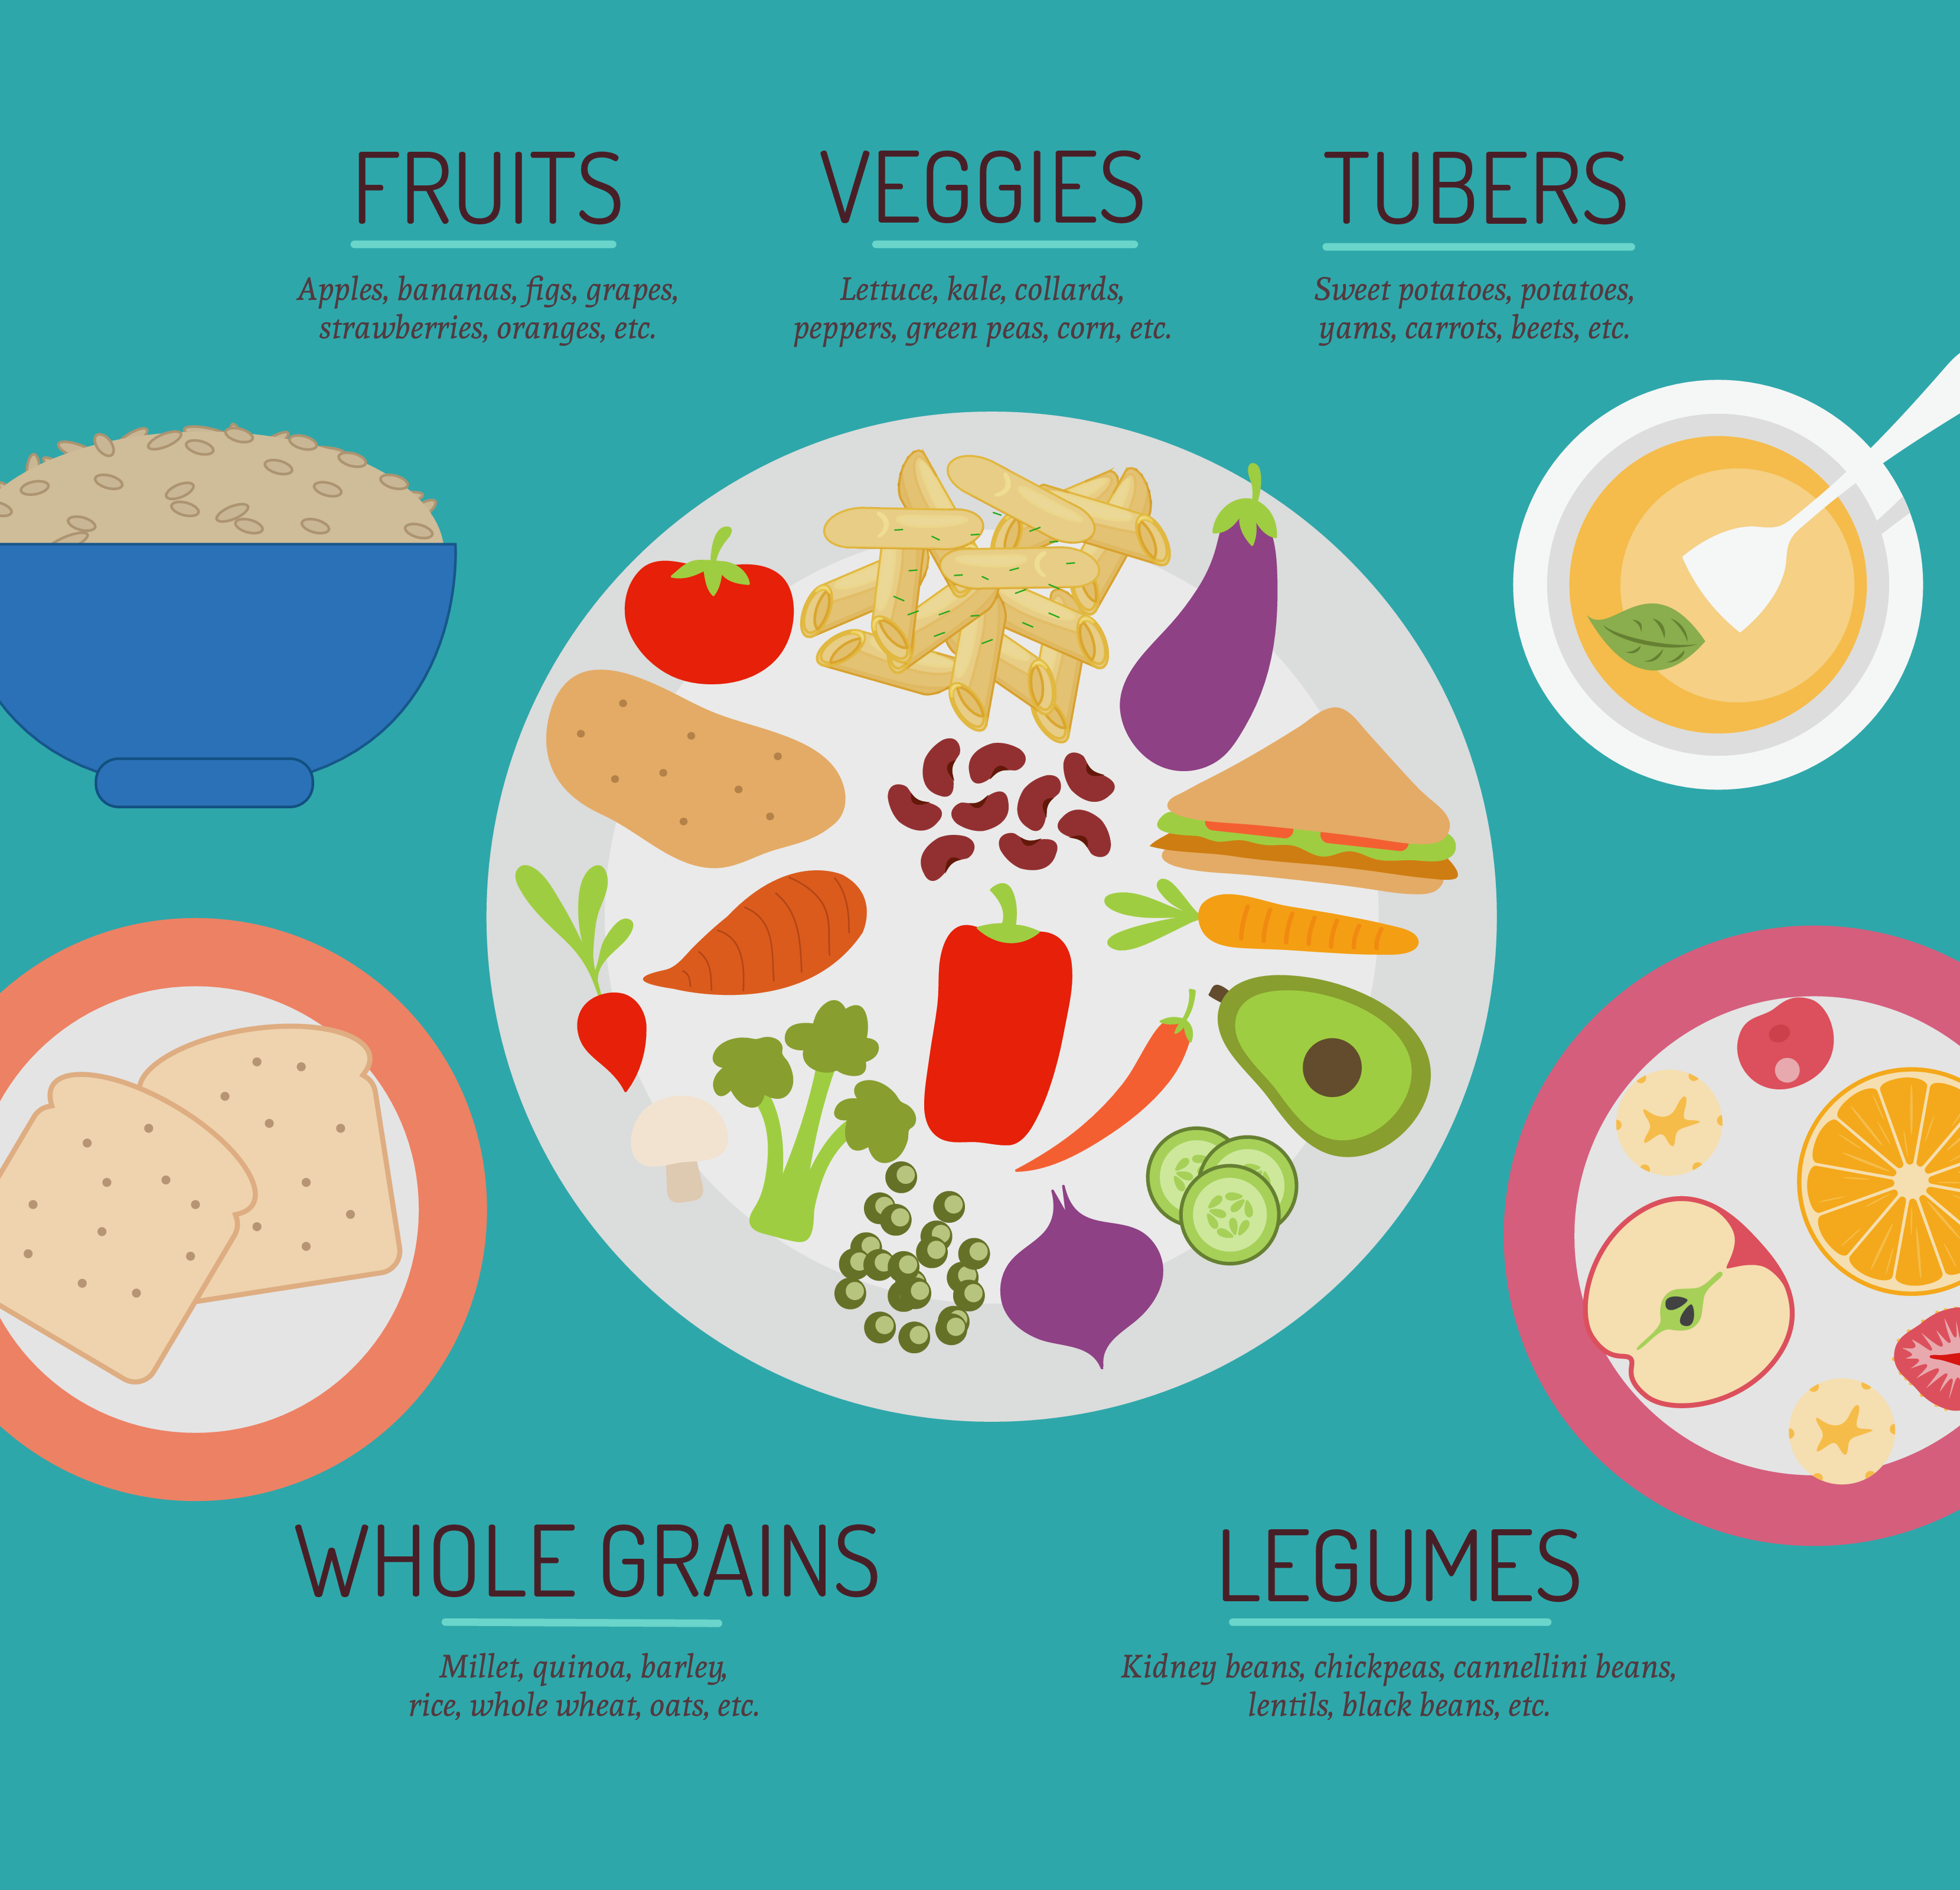 FRUITS
Apples, bananas, figs, grapes,
strawberries, oranges, etc.
VEGGIES
Lettuce, kale, collards,
peppers, green peas, corn, etc.
TUBERS
Sweet potatoes, potatoes,
yams, carrots, beets, etc.
WHOLE GRAINS
Millet, quinoa, barley,
rice, whole wheat, oats, etc.
LEGUMES
Kidney beans, chickpeas, cannellini beans,
lentils, black beans, etc.